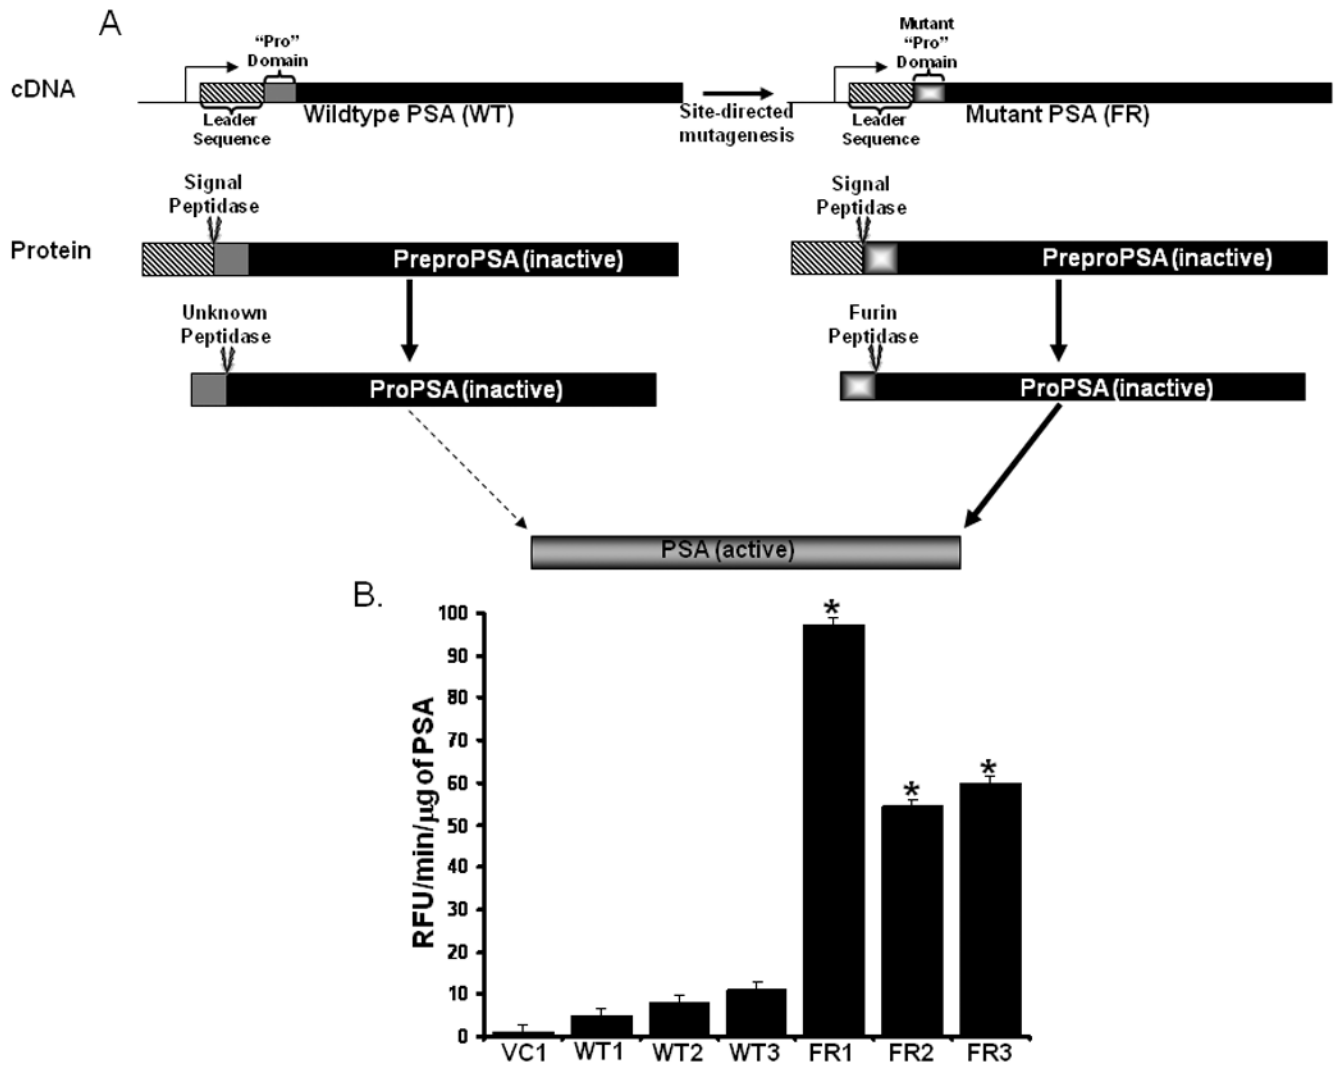 A
cDNA
"Pro"
Domain
Leader
Sequence
Wildtype PSA (WT)
Site-directed
mutagenesis
Mutant
"Pro"
Domain
Leader
Sequence
Mutant PSA (FR)
Protein
Signal
Peptidase
PreproPSA (inactive)
Signal
Peptidase
PreproPSA (inactive)
Unknown
Peptidase
ProPSA (inactive)
Furin
Peptidase
ProPSA (inactive)
PSA (active)
B.
RFU/min/µg of PSA
100
90
80
70
60
50
40
30
20
10
0
*
*
*
VC1 WT1 WT2 WT3 FR1 FR2 FR3